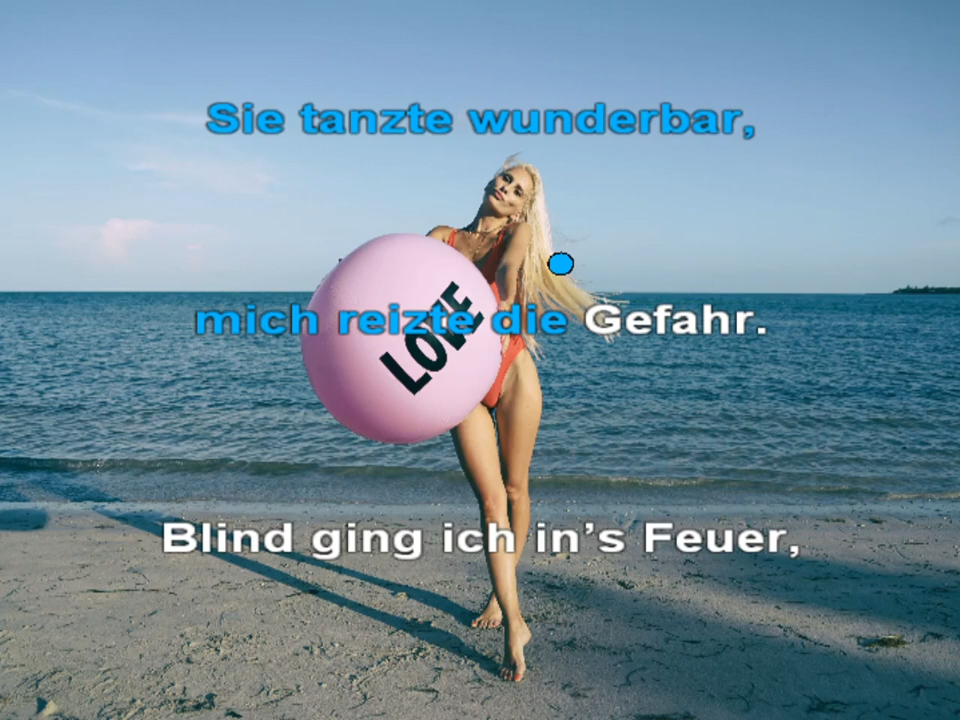 Sie tanzte wunderbar,
LOVE
mich reizte die Gefahr.
Blind ging ich in’s Feuer,